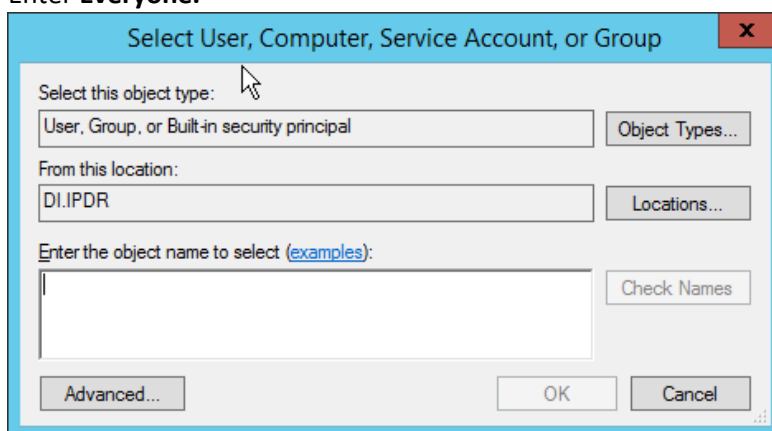 Enter Everyone.
Select User, Computer, Service Account, or Group
x
Select this object type:
User, Group, or Built-in security principal
Object Types...
From this location:
DI.IPDR
Locations...
Enter the object name to select (examples):
Check Names
Advanced...
OK
Cancel